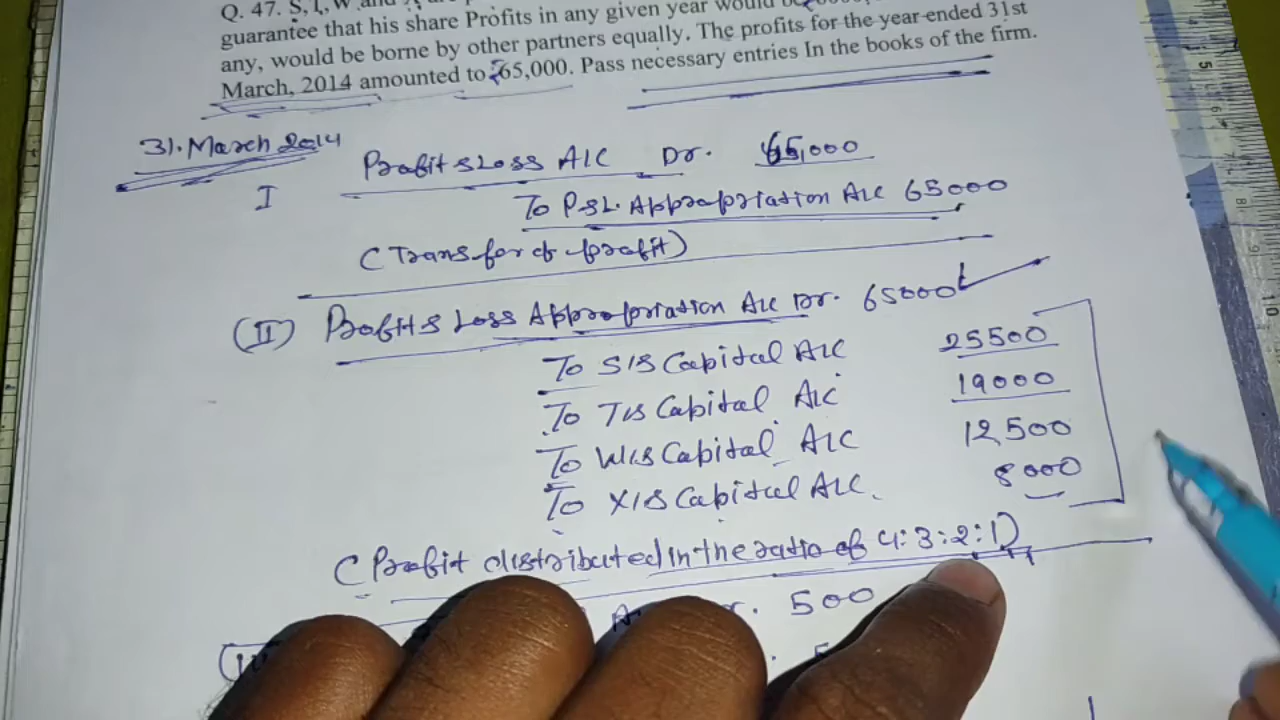 Q. 47. S, T, W and X are
guarantee that his share Profits in any given year would be
any, would be borne by other partners equally. The profits for the year ended 31st
March, 2014 amounted to ₹65,000. Pass necessary entries In the books of the firm.
31. March 2014
I Profit & Loss A/C Dr. 65,000
To P&L. Appropriation A/C 65000
(Transfer of profit)
(II) Profit & Loss Appropriation A/C Dr. 65000
To S's Capital A/C 25500
To T's Capital A/C 19000
To W's Capital A/C 12,500
To X's Capital A/C. 8000
(Profit distributed in the ratio of 4:3:2:1)
500